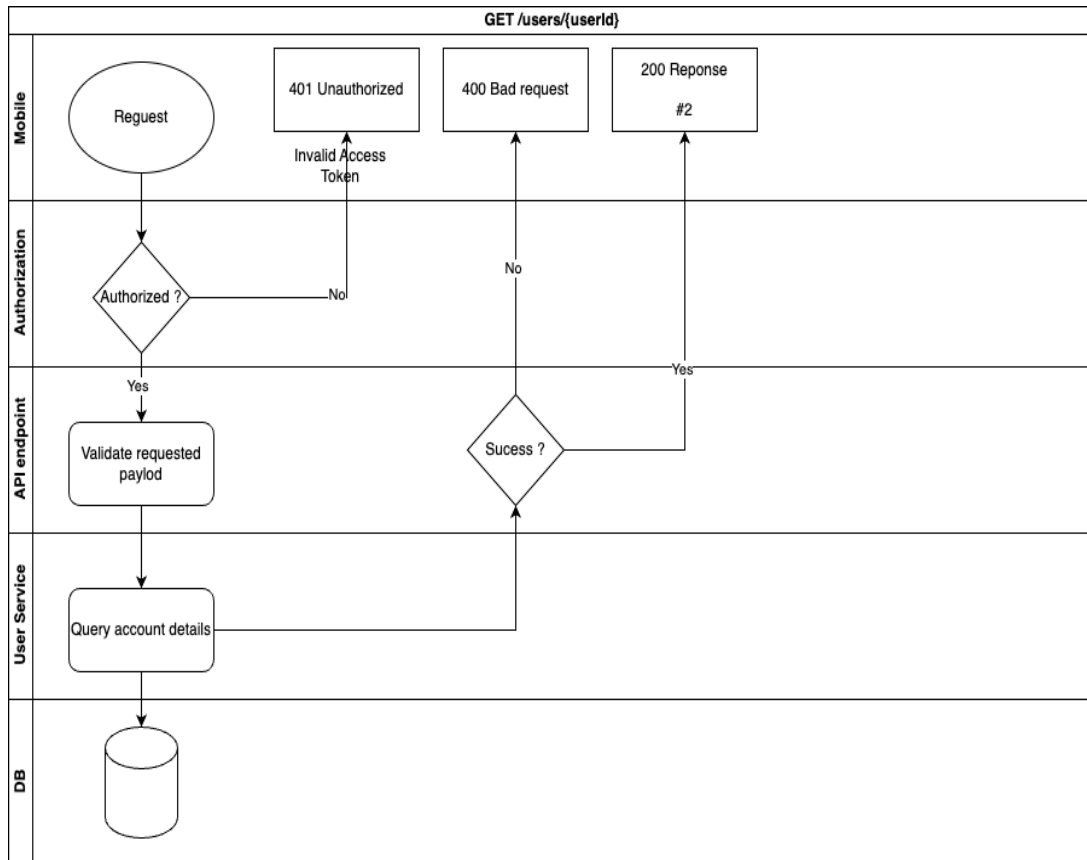 GET /users/{userId}
Mobile
Reguest
401 Unauthorized
400 Bad request
200 Reponse
#2
Invalid Access
Token
Authorization
Authorized ?
No
No
Yes
Yes
API endpoint
Validate requested
paylod
Sucess ?
User Service
Query account details
DB